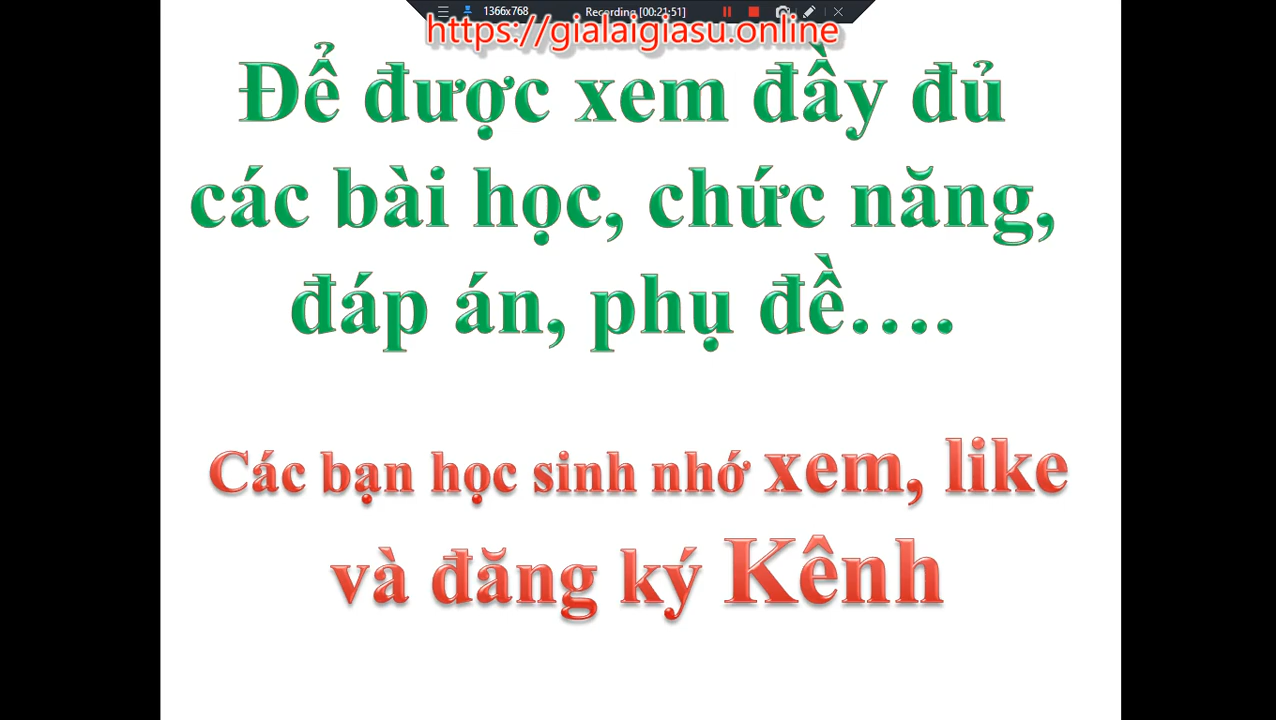 1366x768 Recording [00:21:51]
https://gialaigiasu.online
Để được xem đầy đủ
các bài học, chức năng,
đáp án, phụ đề….
Các bạn học sinh nhớ xem, like
và đăng ký Kênh